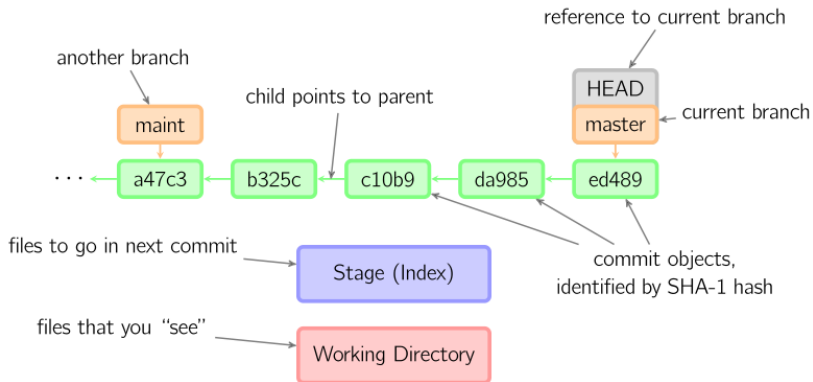 reference to current branch
another branch
HEAD
child points to parent
maint
master
current branch
...
a47c3
b325c
c10b9
da985
ed489
files to go in next commit
Stage (Index)
commit objects,
identified by SHA-1 hash
files that you “see”
Working Directory